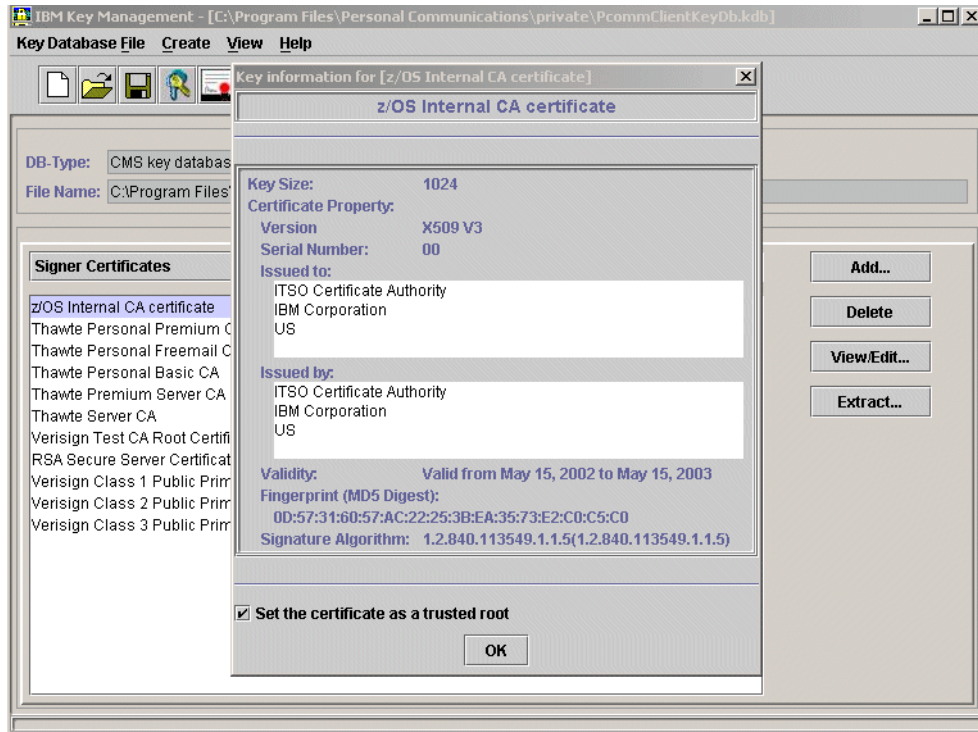 IBM Key Management - [C:\Program Files\Personal Communications\private\PcommClientKeyDb.kdb]
Key Database File Create View Help
Key information for [z/OS Internal CA certificate]
z/OS Internal CA certificate
DB-Type: CMS key databas
File Name: C:\Program Files
Key Size: 1024
Certificate Property:
Version X509 V3
Serial Number: 00
Issued to:
ITSO Certificate Authority
IBM Corporation
US
Issued by:
ITSO Certificate Authority
IBM Corporation
US
Validity: Valid from May 15, 2002 to May 15, 2003
Fingerprint (MD5 Digest):
0D:57:31:60:57:AC:22:25:3B:EA:35:73:E2:C0:C5:C0
Signature Algorithm: 1.2.840.113549.1.1.5(1.2.840.113549.1.1.5)
Set the certificate as a trusted root
OK
Signer Certificates
z/OS Internal CA certificate
Thawte Personal Premium C
Thawte Personal Freemail C
Thawte Personal Basic CA
Thawte Premium Server CA
Thawte Server CA
Verisign Test CA Root Certifi
RSA Secure Server Certificat
Verisign Class 1 Public Prim
Verisign Class 2 Public Prim
Verisign Class 3 Public Prim
Add...
Delete
View/Edit...
Extract...